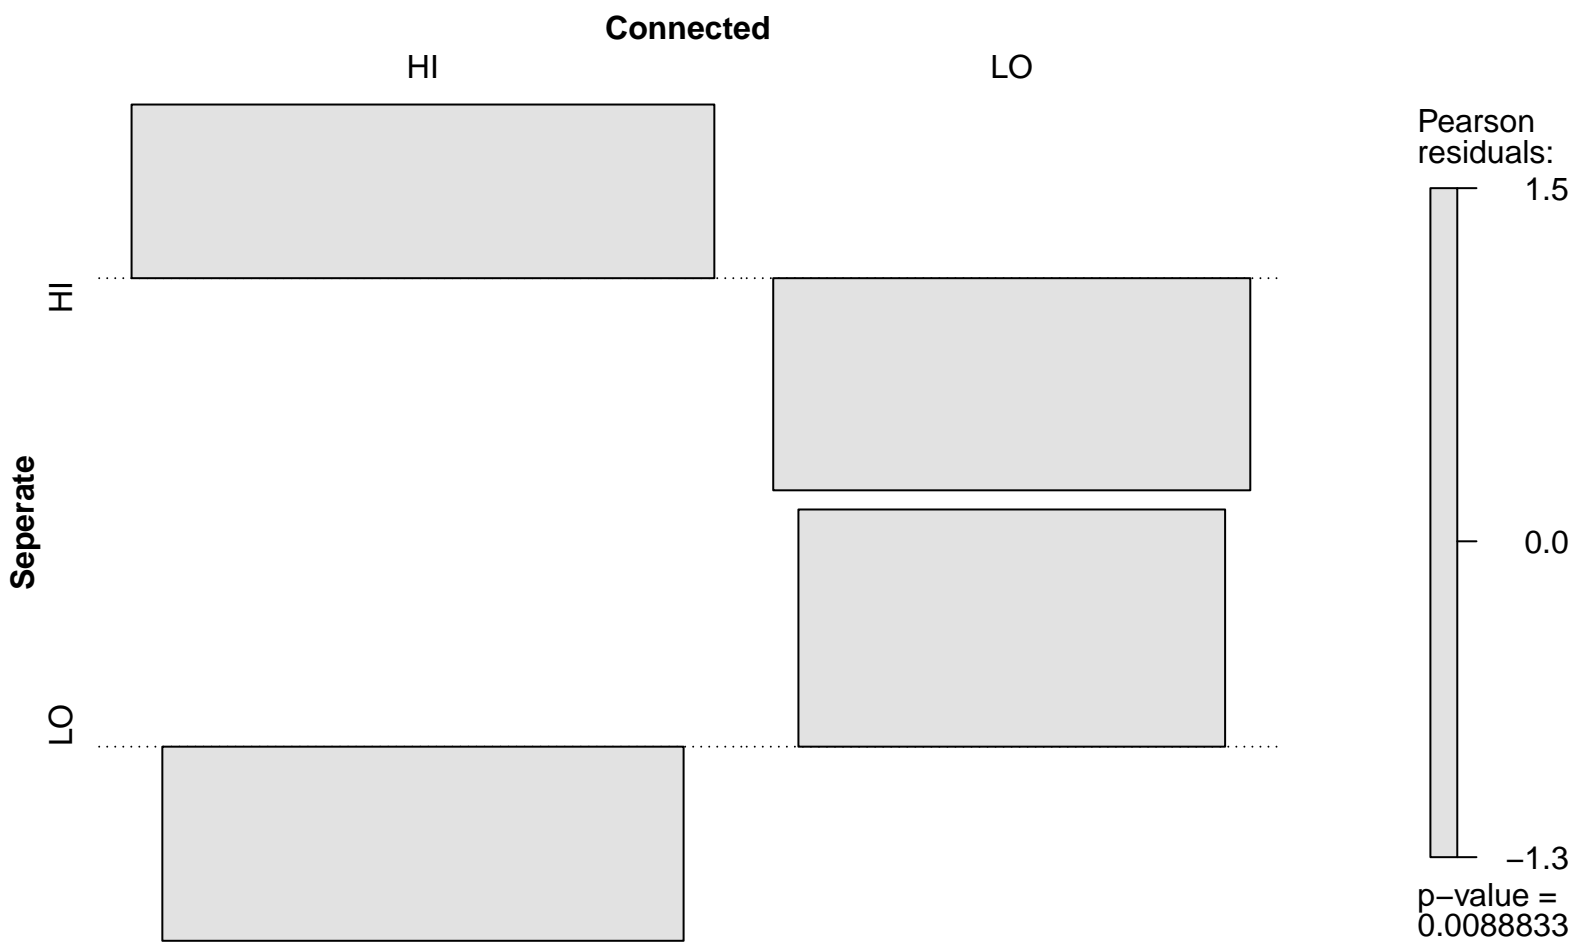 Connected
HI LO
Pearson
residuals:
1.5
HI
Seperate
0.0
LO
−1.3
p−value =
0.0088833